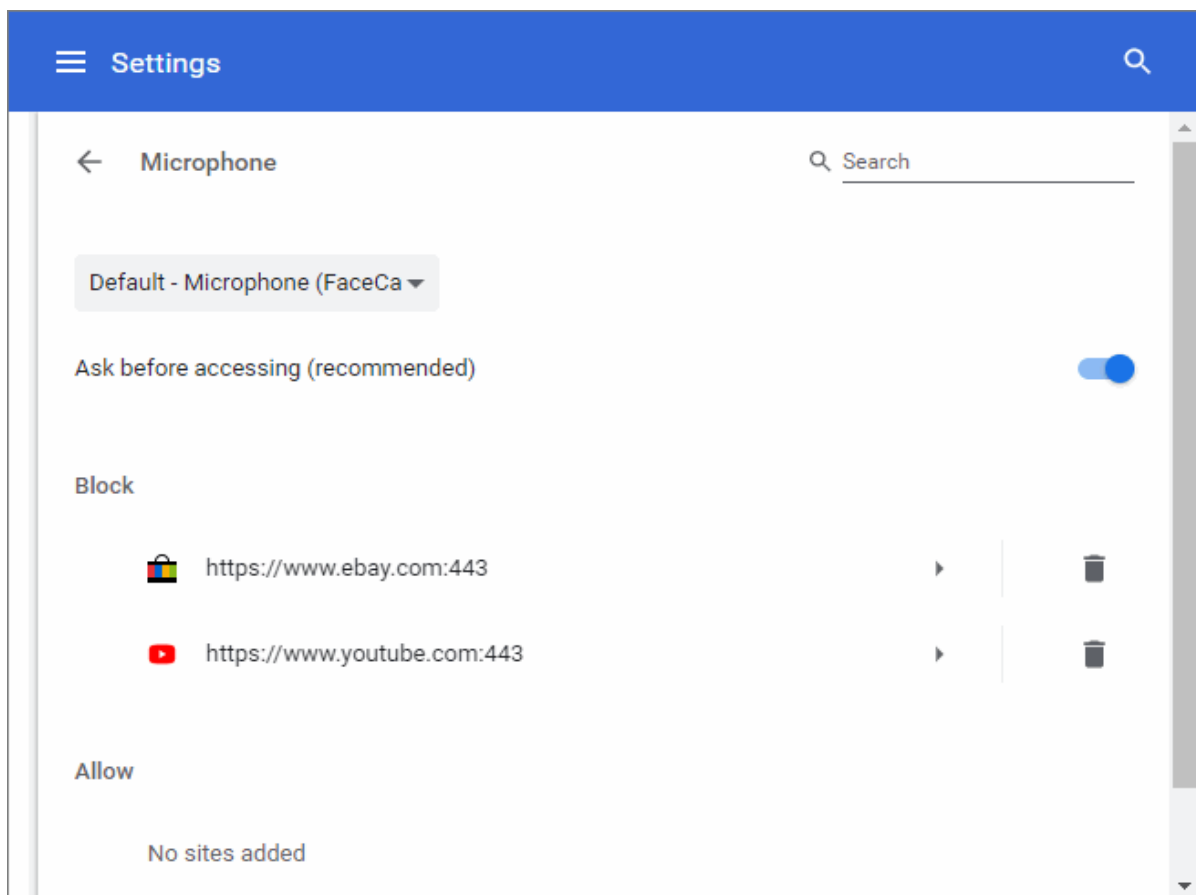 Settings
Microphone
Search
Default - Microphone (FaceCa
Ask before accessing (recommended)
Block
https://www.ebay.com:443
https://www.youtube.com:443
Allow
No sites added